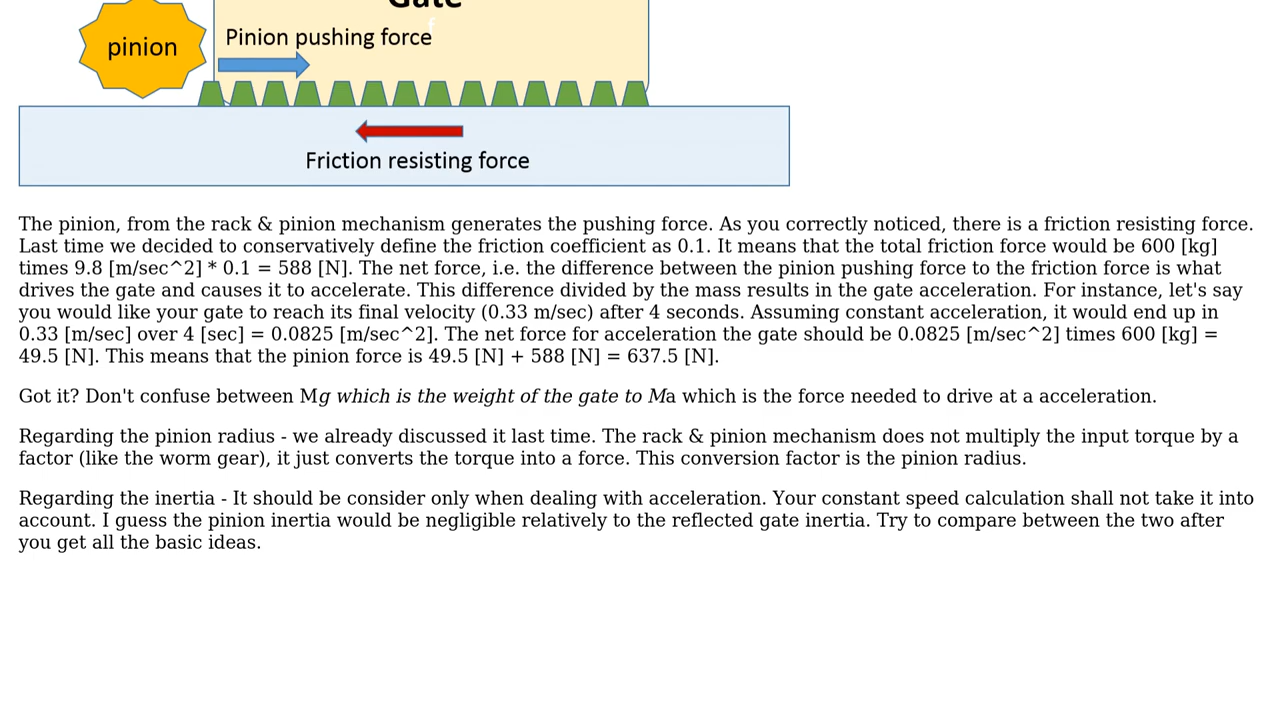 Gate
pinion
Pinion pushing force
f
Friction resisting force
The pinion, from the rack & pinion mechanism generates the pushing force. As you correctly noticed, there is a friction resisting force.
Last time we decided to conservatively define the friction coefficient as 0.1. It means that the total friction force would be 600 [kg]
times 9.8 [m/sec^2] * 0.1 = 588 [N]. The net force, i.e. the difference between the pinion pushing force to the friction force is what
drives the gate and causes it to accelerate. This difference divided by the mass results in the gate acceleration. For instance, let's say
you would like your gate to reach its final velocity (0.33 m/sec) after 4 seconds. Assuming constant acceleration, it would end up in
0.33 [m/sec] over 4 [sec] = 0.0825 [m/sec^2]. The net force for acceleration the gate should be 0.0825 [m/sec^2] times 600 [kg] =
49.5 [N]. This means that the pinion force is 49.5 [N] + 588 [N] = 637.5 [N].
Got it? Don't confuse between Mg which is the weight of the gate to Ma which is the force needed to drive at a acceleration.
Regarding the pinion radius - we already discussed it last time. The rack & pinion mechanism does not multiply the input torque by a
factor (like the worm gear), it just converts the torque into a force. This conversion factor is the pinion radius.
Regarding the inertia - It should be consider only when dealing with acceleration. Your constant speed calculation shall not take it into
account. I guess the pinion inertia would be negligible relatively to the reflected gate inertia. Try to compare between the two after
you get all the basic ideas.